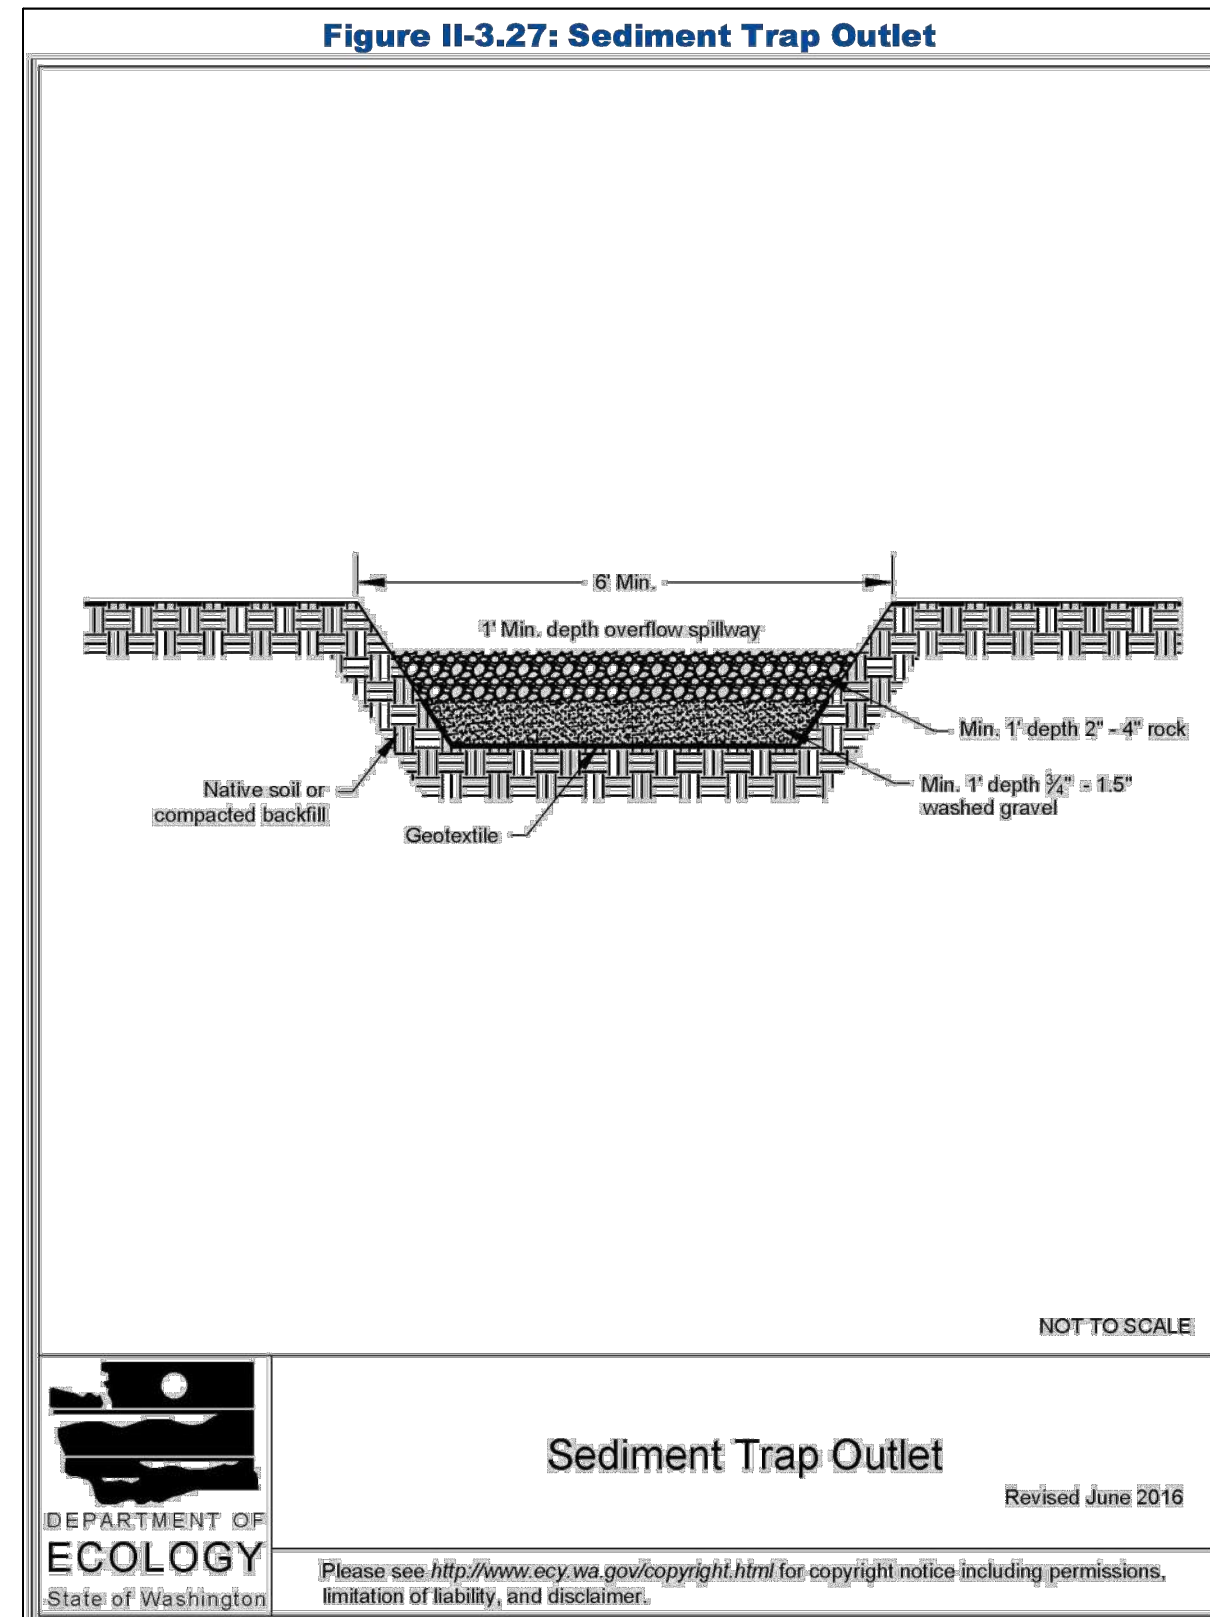 Figure II-3.27: Sediment Trap Outlet
6' Min.
1' Min. depth overflow spillway
Min. 1' depth 2" - 4" rock
Min. 1' depth ¾" - 1.5"
washed gravel
Native soil or
compacted backfill
Geotextile
NOT TO SCALE
DEPARTMENT OF
ECOLOGY
State of Washington
Sediment Trap Outlet
Revised June 2016
Please see http://www.ecy.wa.gov/copyright.html for copyright notice including permissions,
limitation of liability, and disclaimer.